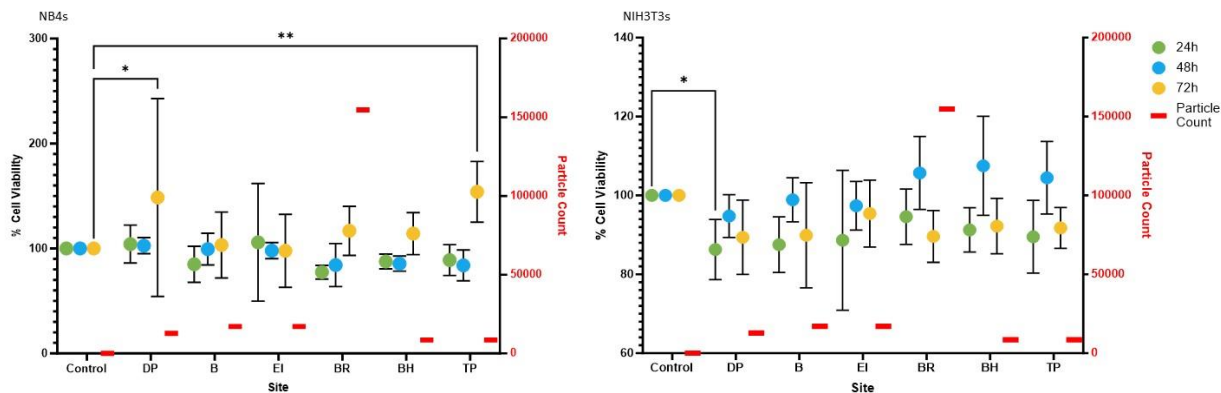 NB4s
**
*
300
200
100
0
% Cell Viability
200000
150000
100000
50000
0
Particle Count
Control DP B EI BR BH TP
Site
NIH3T3s
*
140
120
100
80
60
% Cell Viability
200000
150000
100000
50000
0
Particle Count
Control DP B EI BR BH TP
Site
24h
48h
72h
Particle
Count